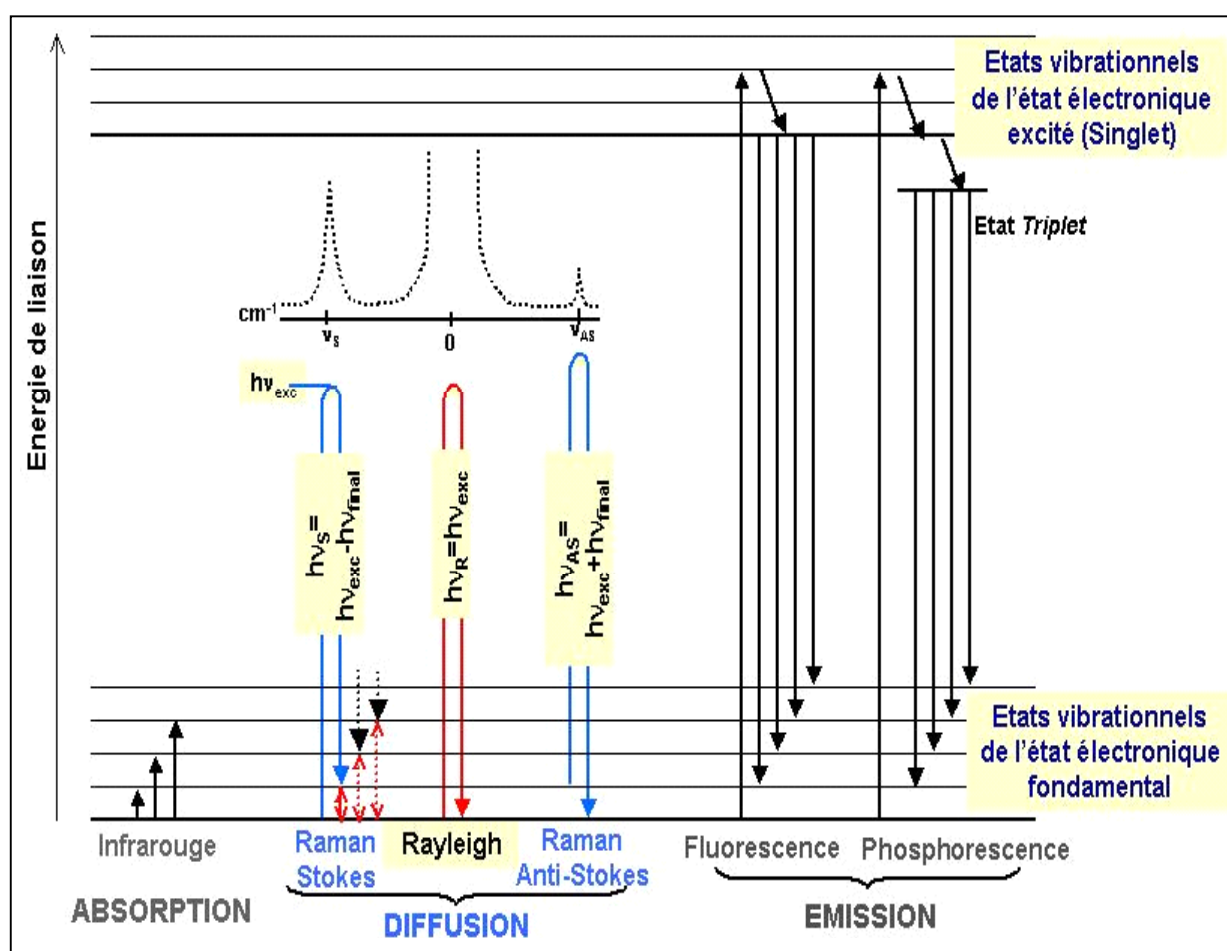 Energie de liaison
Etats vibrationnels
de l'état électronique
excité (Singlet)
Etat Triplet
cm⁻¹
νS
0
νAS
hνexc
hνS=
hνexc-hνfinal
hνR=hνexc
hνAS=
hνexc+hνfinal
Etats vibrationnels
de l'état électronique
fondamental
Infrarouge
Raman
Stokes
Rayleigh
Raman
Anti-Stokes
Fluorescence
Phosphorescence
ABSORPTION
DIFFUSION
EMISSION